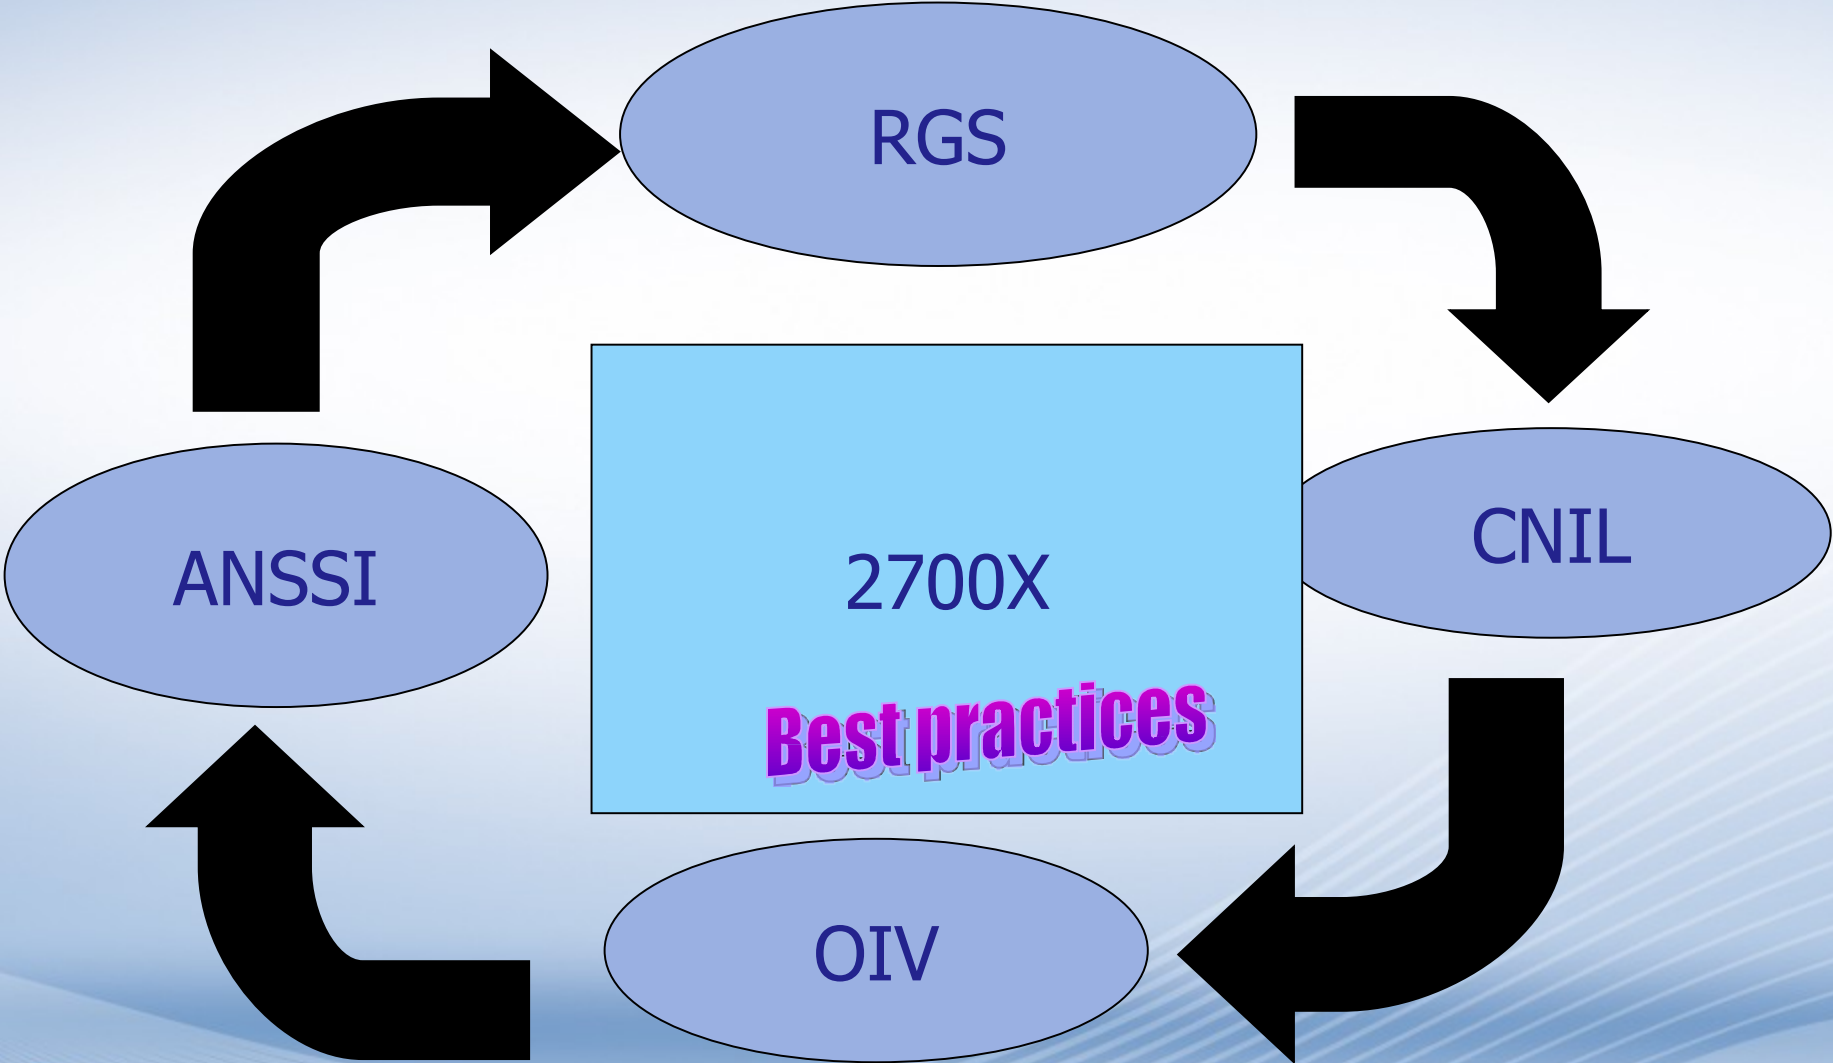 RGS
CNIL
ANSSI
2700X
Best practices
OIV